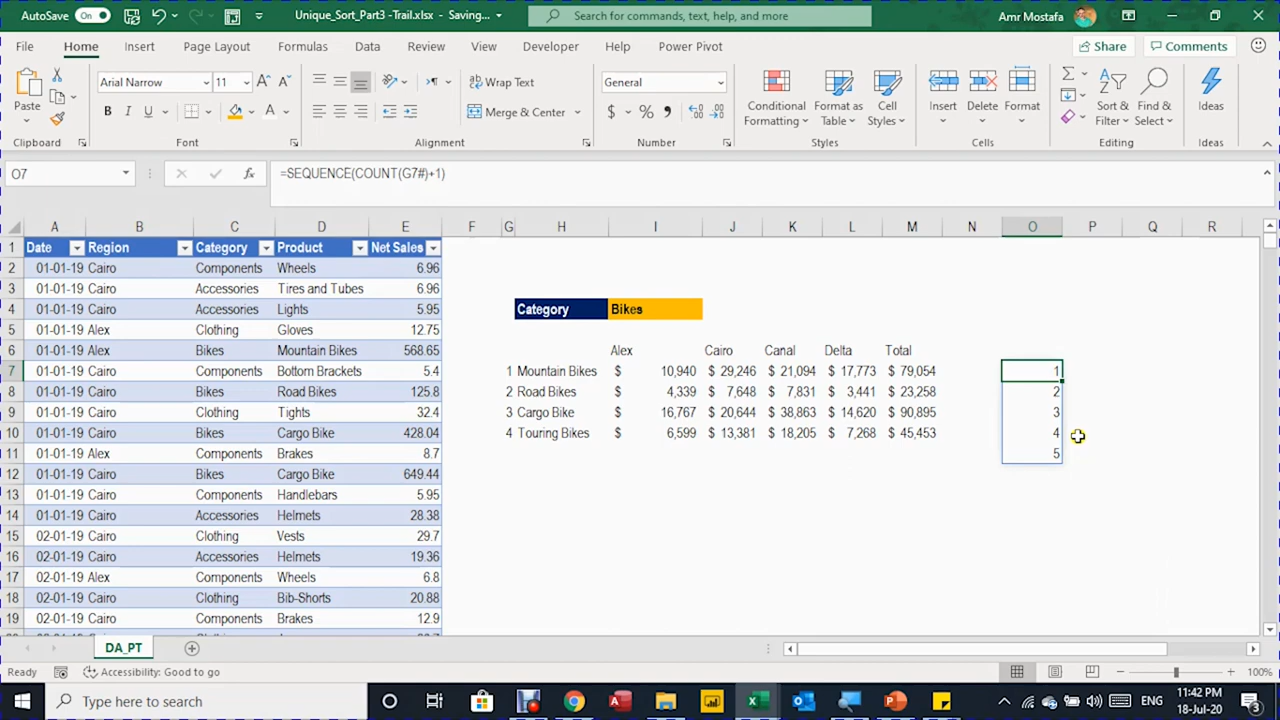 AutoSave On Unique_Sort_Part3 -Trail.xlsx - Saving... Search for commands, text, help, and more Amr Mostafa
File Home Insert Page Layout Formulas Data Review View Developer Help Power Pivot Share Comments
Paste Arial Narrow 11 Wrap Text General Conditional Formatting Format as Table Cell Styles Insert Delete Format Sort & Filter Find & Select Ideas
B I U A Merge & Center $ % ,
Clipboard Font Alignment Number Styles Cells Editing Ideas
O7 fx =SEQUENCE(COUNT(G7#)+1)
A B C D E F G H I J K L M N O P Q R
1 Date Region Category Product Net Sales
2 01-01-19 Cairo Components Wheels 6.96
3 01-01-19 Cairo Accessories Tires and Tubes 6.96
4 01-01-19 Cairo Accessories Lights 5.95 Category Bikes
5 01-01-19 Alex Clothing Gloves 12.75
6 01-01-19 Alex Bikes Mountain Bikes 568.65 Alex Cairo Canal Delta Total
7 01-01-19 Cairo Components Bottom Brackets 5.4 1 Mountain Bikes $ 10,940 $ 29,246 $ 21,094 $ 17,773 $ 79,054 1
8 01-01-19 Cairo Bikes Road Bikes 125.8 2 Road Bikes $ 4,339 $ 7,648 $ 7,831 $ 3,441 $ 23,258 2
9 01-01-19 Cairo Clothing Tights 32.4 3 Cargo Bike $ 16,767 $ 20,644 $ 38,863 $ 14,620 $ 90,895 3
10 01-01-19 Cairo Bikes Cargo Bike 428.04 4 Touring Bikes $ 6,599 $ 13,381 $ 18,205 $ 7,268 $ 45,453 4
11 01-01-19 Alex Components Brakes 8.7 5
12 01-01-19 Cairo Bikes Cargo Bike 649.44
13 01-01-19 Cairo Components Handlebars 5.95
14 01-01-19 Cairo Accessories Helmets 28.38
15 02-01-19 Cairo Clothing Vests 29.7
16 02-01-19 Cairo Accessories Helmets 19.36
17 02-01-19 Alex Components Wheels 6.8
18 02-01-19 Cairo Clothing Bib-Shorts 20.88
19 02-01-19 Cairo Components Brakes 12.9
DA_PT
Ready Accessibility: Good to go 100%
Type here to search ENG 11:42 PM
18-Jul-20 3